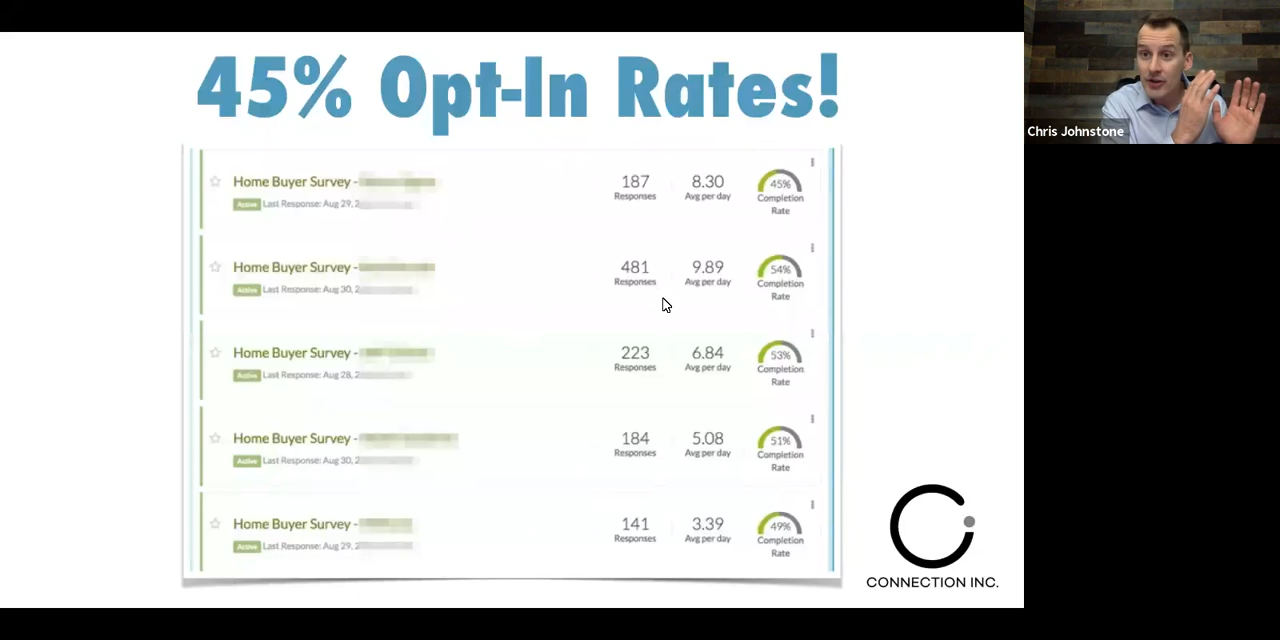 45% Opt-In Rates!
Chris Johnstone
Home Buyer Survey -
Active Last Response: Aug 29, 2
187
Responses
8.30
Avg per day
45%
Completion
Rate
Home Buyer Survey -
Active Last Response: Aug 30, 2
481
Responses
9.89
Avg per day
54%
Completion
Rate
Home Buyer Survey -
Active Last Response: Aug 28, 2
223
Responses
6.84
Avg per day
53%
Completion
Rate
Home Buyer Survey -
Active Last Response: Aug 30, 2
184
Responses
5.08
Avg per day
51%
Completion
Rate
Home Buyer Survey -
Active Last Response: Aug 29, 2
141
Responses
3.39
Avg per day
49%
Completion
Rate
CONNECTION INC.